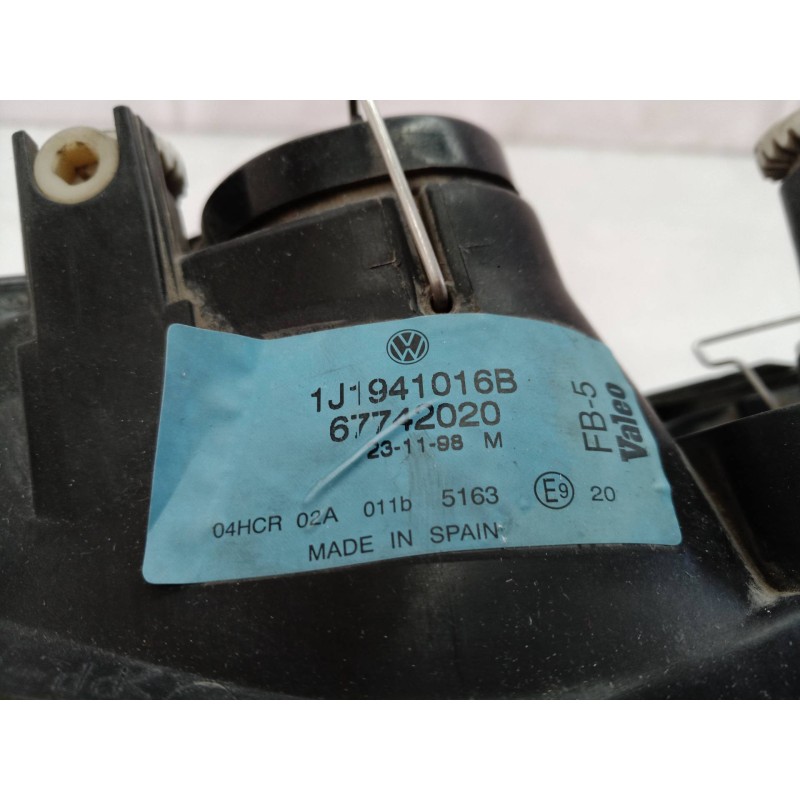 1J1941016B
67742020
23-11-98 M
04HCR 02A 011b 5163 E9 20
MADE IN SPAIN
FB-5
Valeo